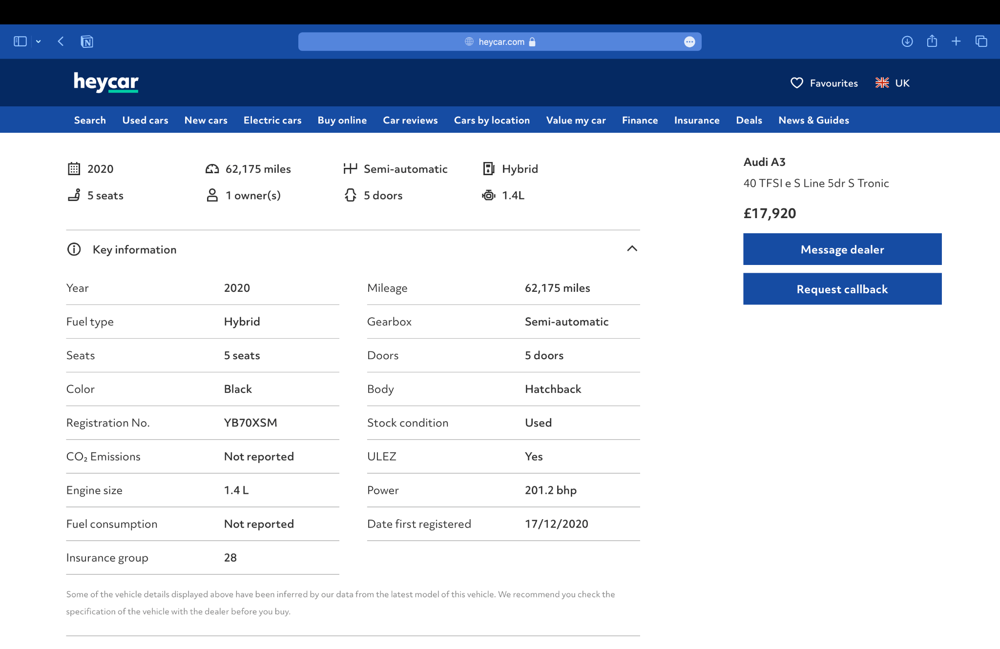 heycar.com
heycar
Favourites UK
Search Used cars New cars Electric cars Buy online Car reviews Cars by location Value my car Finance Insurance Deals News & Guides
2020 62,175 miles Semi-automatic Hybrid
5 seats 1 owner(s) 5 doors 1.4L
Audi A3
40 TFSI e S Line 5dr S Tronic
£17,920
Message dealer
Request callback
Key information
Year 2020 Mileage 62,175 miles
Fuel type Hybrid Gearbox Semi-automatic
Seats 5 seats Doors 5 doors
Color Black Body Hatchback
Registration No. YB70XSM Stock condition Used
CO₂ Emissions Not reported ULEZ Yes
Engine size 1.4 L Power 201.2 bhp
Fuel consumption Not reported Date first registered 17/12/2020
Insurance group 28
Some of the vehicle details displayed above have been inferred by our data from the latest model of this vehicle. We recommend you check the
specification of the vehicle with the dealer before you buy.